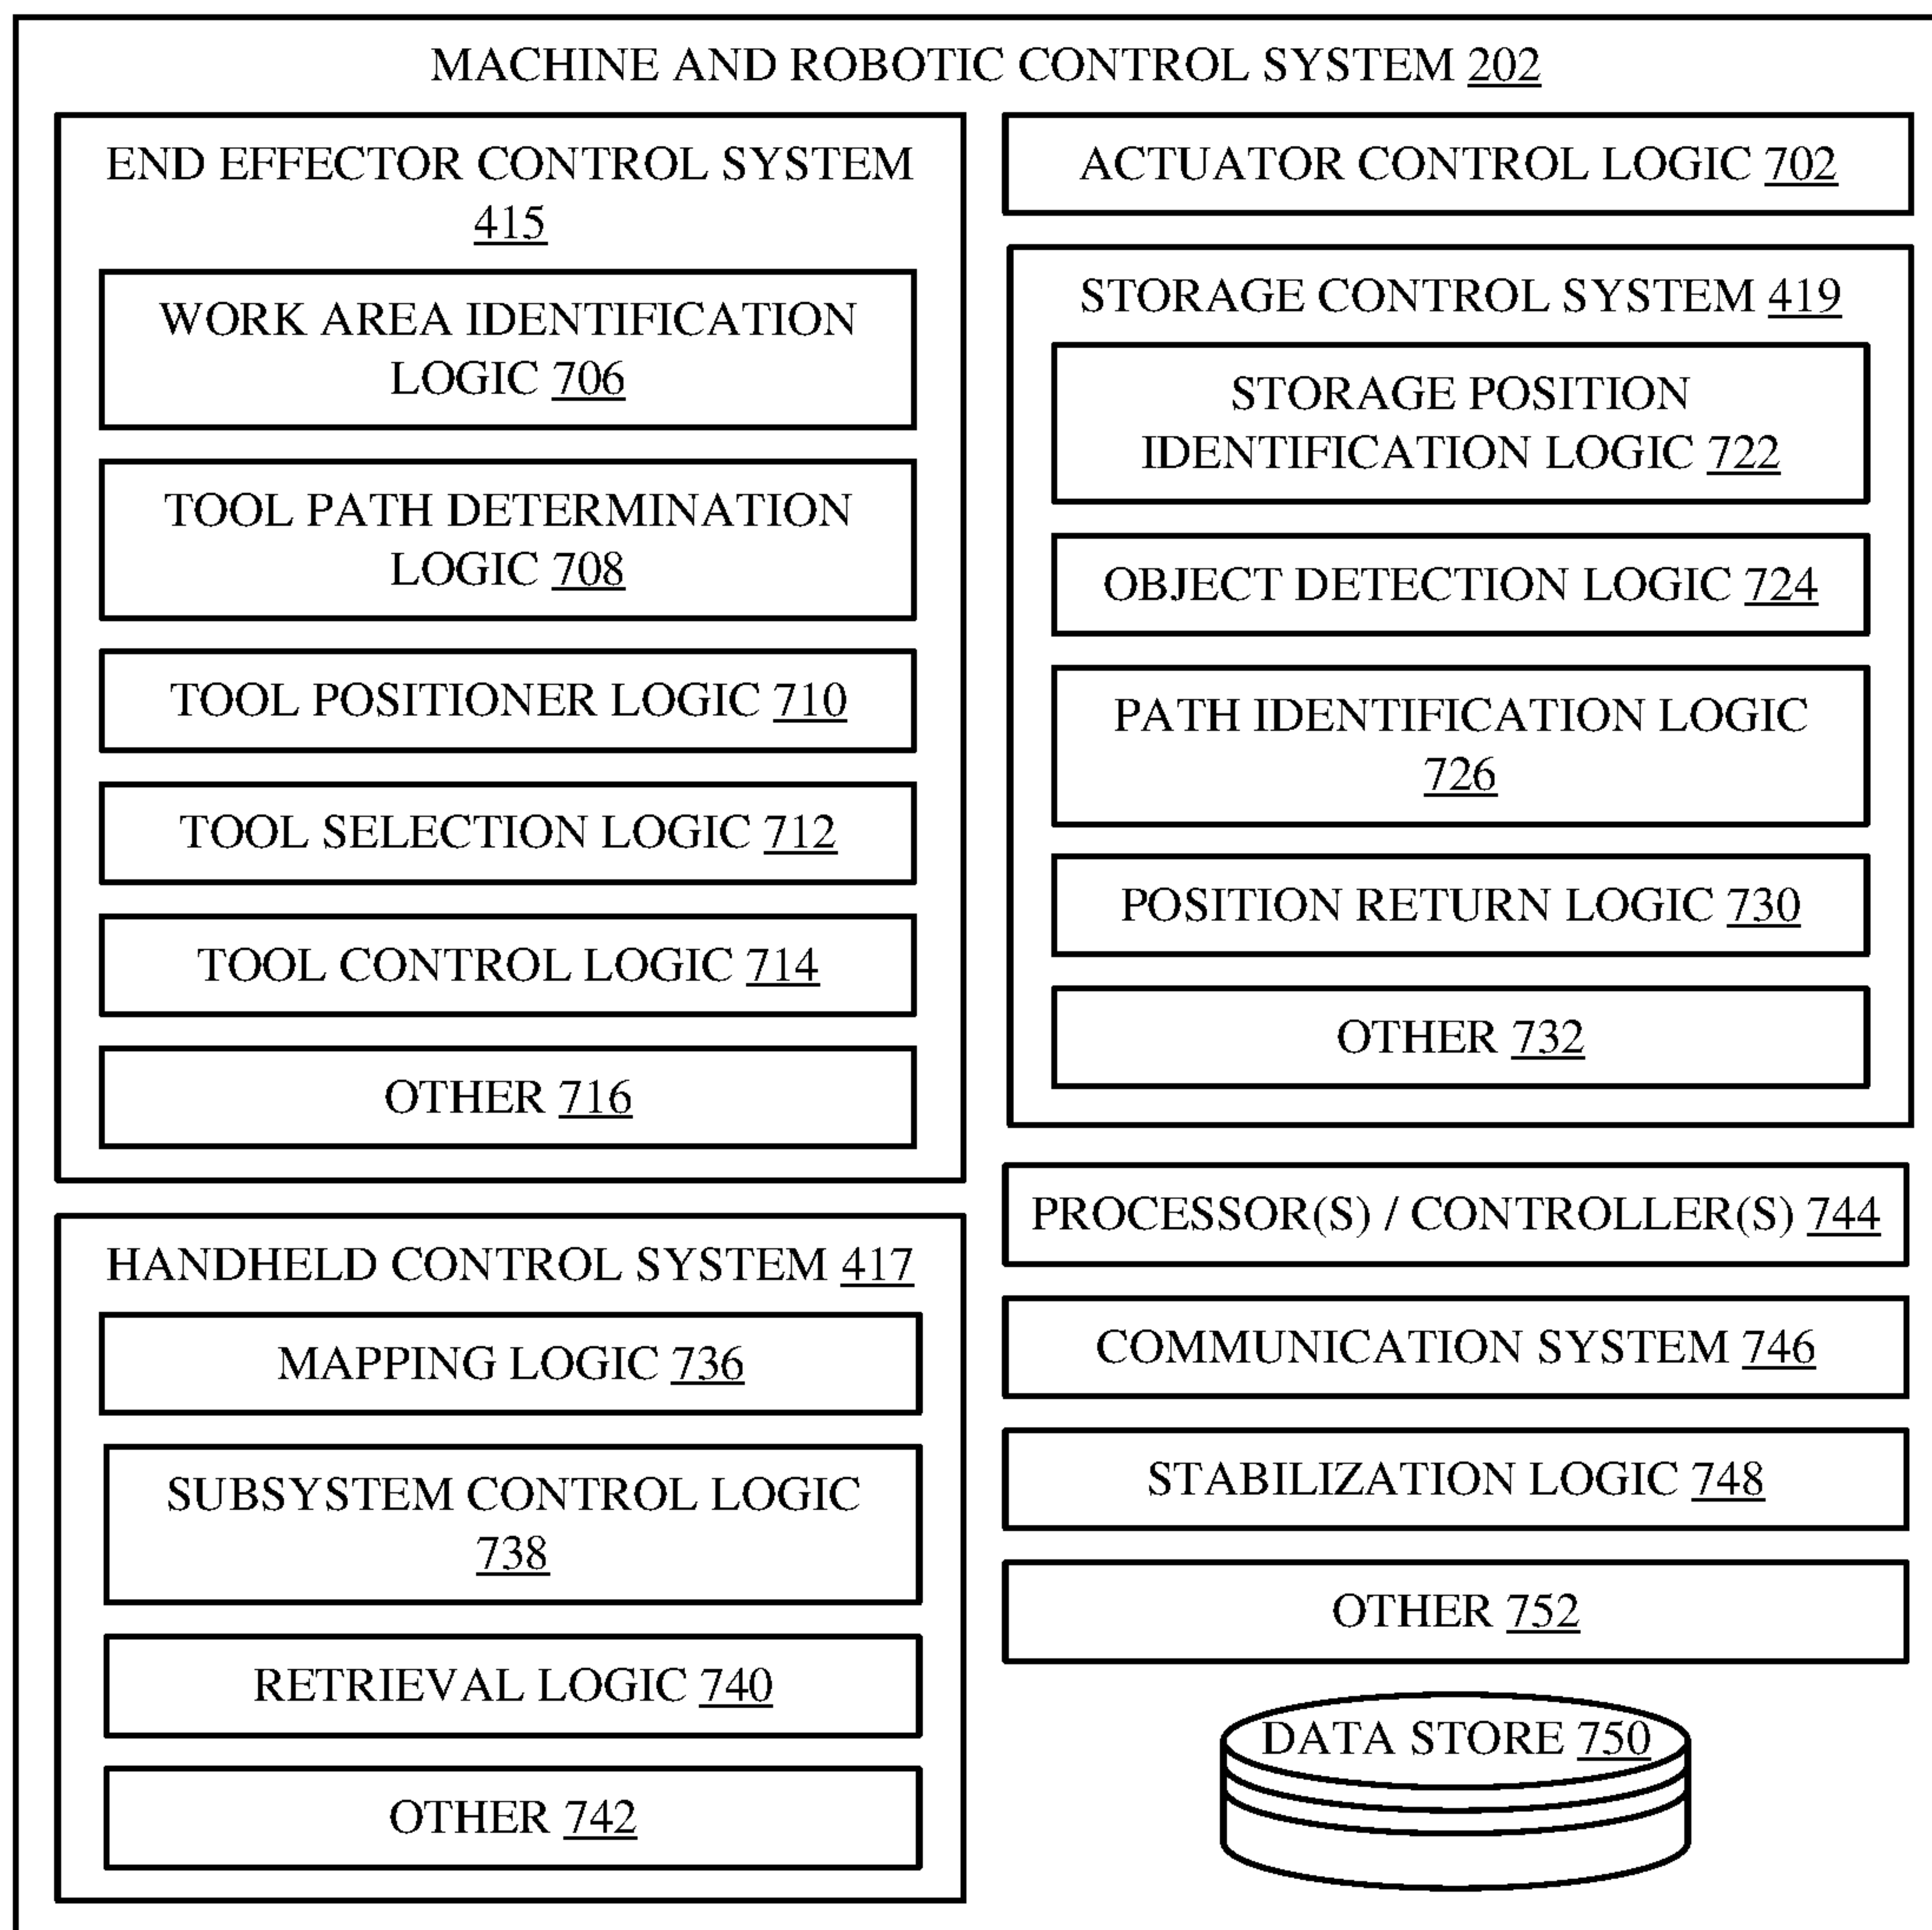 MACHINE AND ROBOTIC CONTROL SYSTEM 202
END EFFECTOR CONTROL SYSTEM
415
WORK AREA IDENTIFICATION
LOGIC 706
TOOL PATH DETERMINATION
LOGIC 708
TOOL POSITIONER LOGIC 710
TOOL SELECTION LOGIC 712
TOOL CONTROL LOGIC 714
OTHER 716
HANDHELD CONTROL SYSTEM 417
MAPPING LOGIC 736
SUBSYSTEM CONTROL LOGIC
738
RETRIEVAL LOGIC 740
OTHER 742
ACTUATOR CONTROL LOGIC 702
STORAGE CONTROL SYSTEM 419
STORAGE POSITION
IDENTIFICATION LOGIC 722
OBJECT DETECTION LOGIC 724
PATH IDENTIFICATION LOGIC
726
POSITION RETURN LOGIC 730
OTHER 732
PROCESSOR(S) / CONTROLLER(S) 744
COMMUNICATION SYSTEM 746
STABILIZATION LOGIC 748
OTHER 752
DATA STORE 750